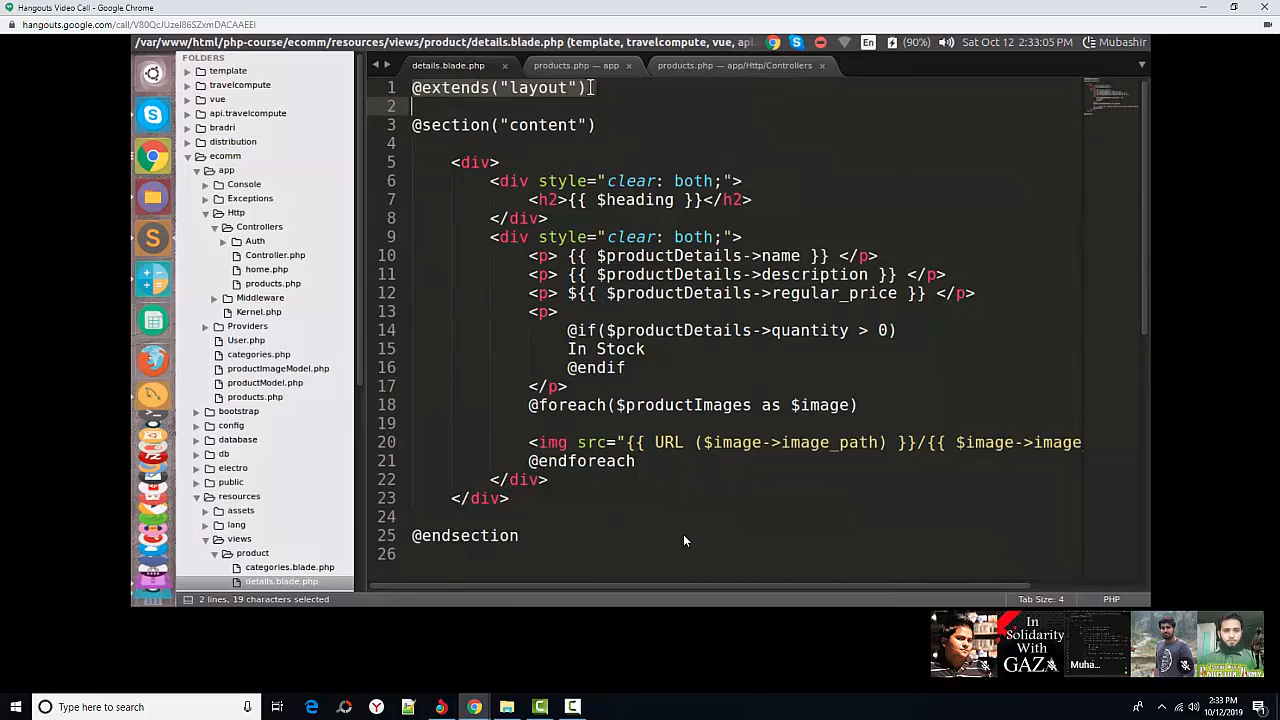 Hangouts Video Call - Google Chrome
hangouts.google.com/call/V80QcJUzeI86SZxmDACAAEEI
/var/www/html/php-course/ecomm/resources/views/product/details.blade.php (template, travelcompute, vue, api.
En
(90%)
Sat Oct 12 2:33:05 PM
Mubashir
FOLDERS
template
travelcompute
vue
api.travelcompute
bradri
distribution
ecomm
app
Console
Exceptions
Http
Controllers
Auth
Controller.php
home.php
products.php
Middleware
Kernel.php
Providers
User.php
categories.php
productImageModel.php
productModel.php
products.php
bootstrap
config
database
db
electro
public
resources
assets
lang
views
product
categories.blade.php
details.blade.php
details.blade.php
products.php — app
products.php — app/Http/Controllers
1 @extends("layout")
2
3 @section("content")
4
5 <div>
6 <div style="clear: both;">
7 <h2>{{ $heading }}</h2>
8 </div>
9 <div style="clear: both;">
10 <p> {{ $productDetails->name }} </p>
11 <p> {{ $productDetails->description }} </p>
12 <p> ${{ $productDetails->regular_price }} </p>
13 <p>
14 @if($productDetails->quantity > 0)
15 In Stock
16 @endif
17 </p>
18 @foreach($productImages as $image)
19
20 <img src="{{ URL ($image->image_path) }}/{{ $image->image
21 @endforeach
22 </div>
23 </div>
24
25 @endsection
26
2 lines, 19 characters selected
Tab Size: 4
PHP
In
Solidarity
With
GAZA
Muha...
Type here to search
2:33 PM
10/12/2019